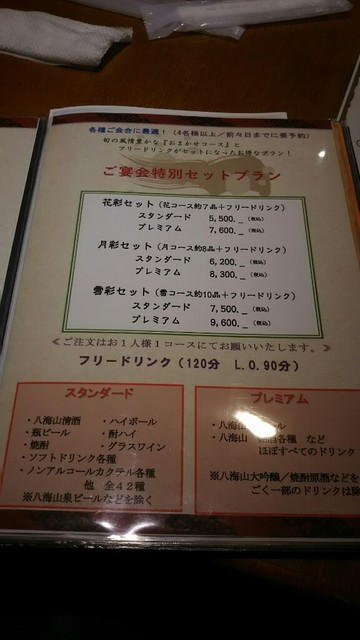 各種ご会合に最適！（4名様以上／前々日までに要予約）
旬の風情豊かな『おまかせコース』と
フリードリンクがセットになったお得なプラン！
ご宴会特別セットプラン
花彩セット（花コース約7品＋フリードリンク）
スタンダード 5,500._（税込）
プレミアム 7,600._（税込）
月彩セット（月コース約8品＋フリードリンク）
スタンダード 6,200._（税込）
プレミアム 8,300._（税込）
雪彩セット（雪コース約10品＋フリードリンク）
スタンダード 7,500._（税込）
プレミアム 9,600._（税込）
≪ご注文はお1人様1コースにてお願いいたします。≫
フリードリンク（120分 L.O.90分）
スタンダード
・八海山清酒 ・ハイボール
・瓶ビール ・酎ハイ
・焼酎 ・グラスワイン
・ソフトドリンク各種
・ノンアルコールカクテル各種
他 全42種
※八海山泉ビールなどを除く
プレミアム
・八海山
・八海山 各種 など
ほぼすべてのドリンク
※八海山大吟醸／焼酎原酒などを
ごく一部のドリンクは除